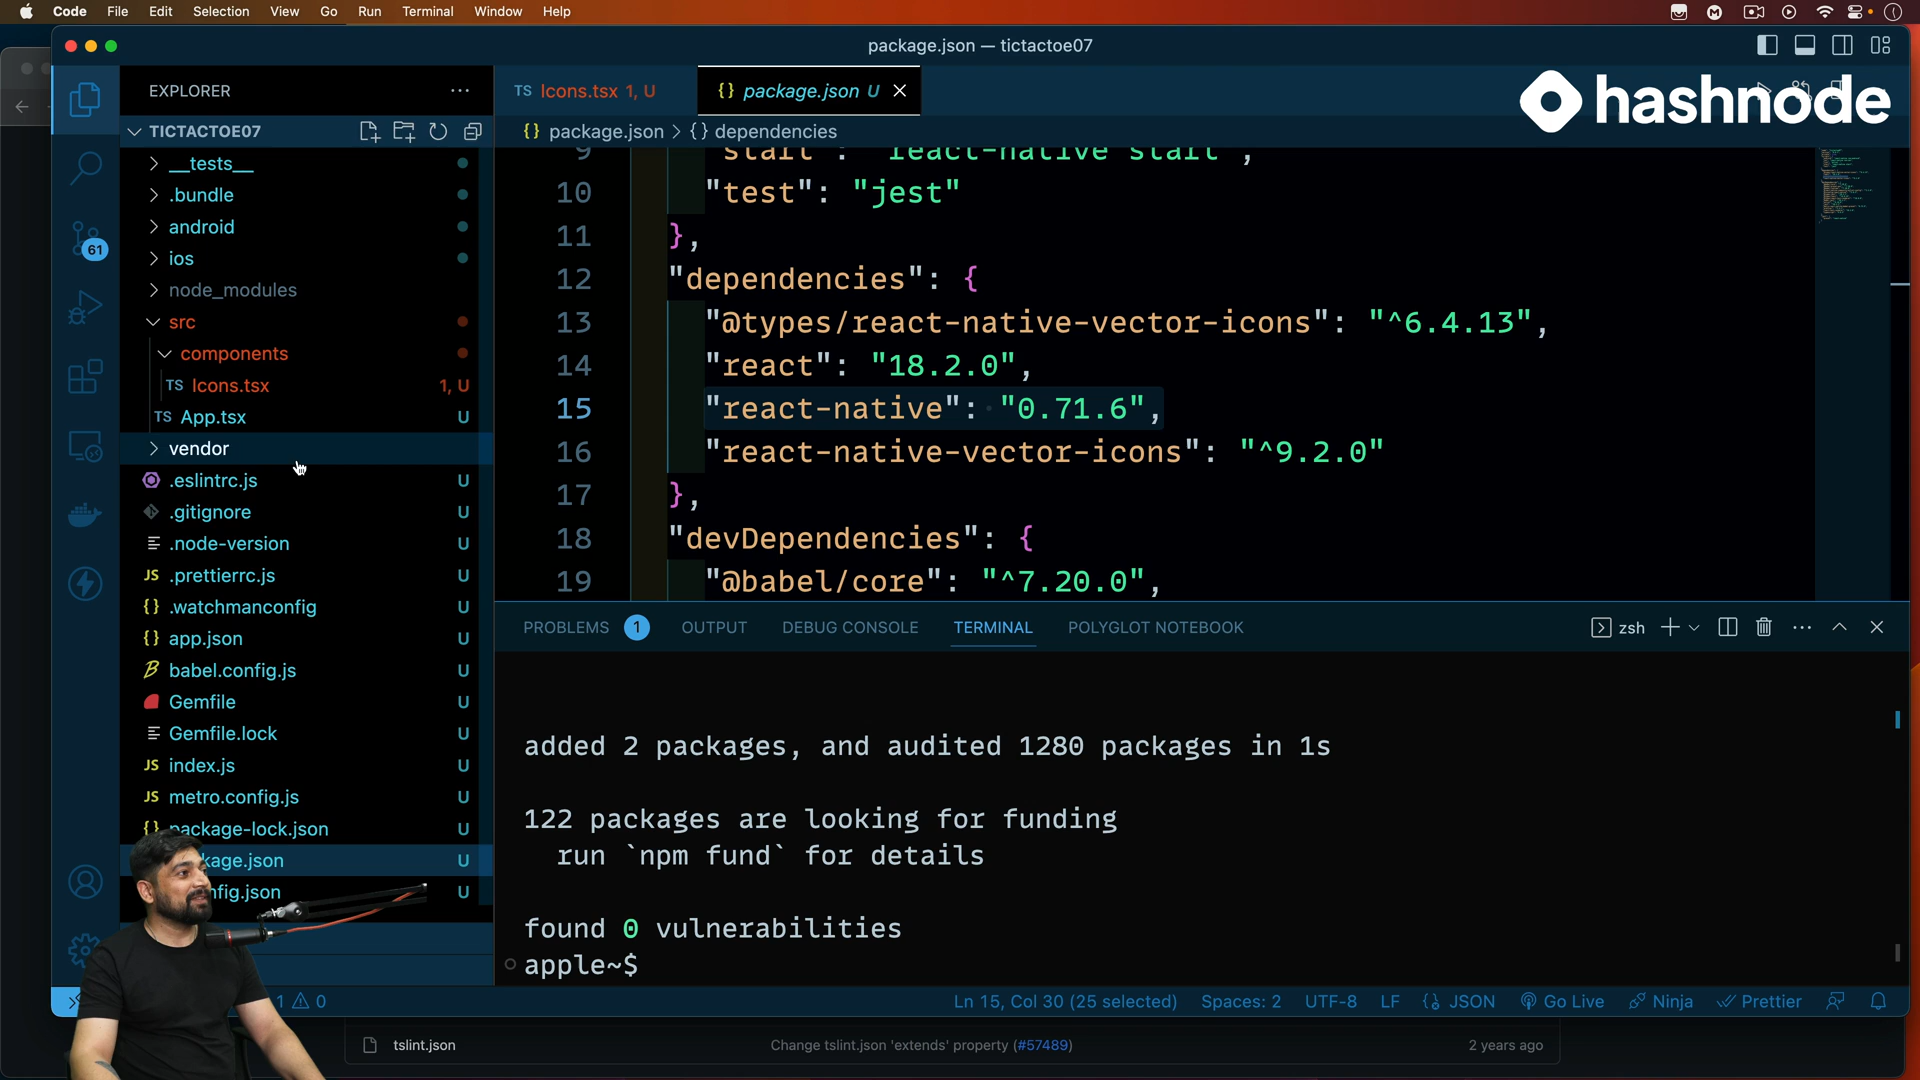 Code File Edit Selection View Go Run Terminal Window Help
package.json — tictactoe07
hashnode
EXPLORER
TICTACTOE07
__tests__
.bundle
android
ios
node_modules
src
components
TS Icons.tsx 1, U
TS App.tsx U
vendor
.eslintrc.js U
.gitignore U
.node-version U
JS .prettierrc.js U
{} .watchmanconfig U
{} app.json U
babel.config.js U
Gemfile U
Gemfile.lock U
JS index.js U
JS metro.config.js U
{} package-lock.json U
kage.json U
nfig.json U
61
TS Icons.tsx 1, U
{} package.json U
{} package.json > {} dependencies
9 "start": "react-native start",
10 "test": "jest"
11 },
12 "dependencies": {
13 "@types/react-native-vector-icons": "^6.4.13",
14 "react": "18.2.0",
15 "react-native": "0.71.6",
16 "react-native-vector-icons": "^9.2.0"
17 },
18 "devDependencies": {
19 "@babel/core": "^7.20.0",
PROBLEMS 1 OUTPUT DEBUG CONSOLE TERMINAL POLYGLOT NOTEBOOK
zsh
added 2 packages, and audited 1280 packages in 1s
122 packages are looking for funding
run `npm fund` for details
found 0 vulnerabilities
apple~$
1 0
Ln 15, Col 30 (25 selected) Spaces: 2 UTF-8 LF JSON Go Live Ninja Prettier
tslint.json Change tslint.json 'extends' property (#57489) 2 years ago